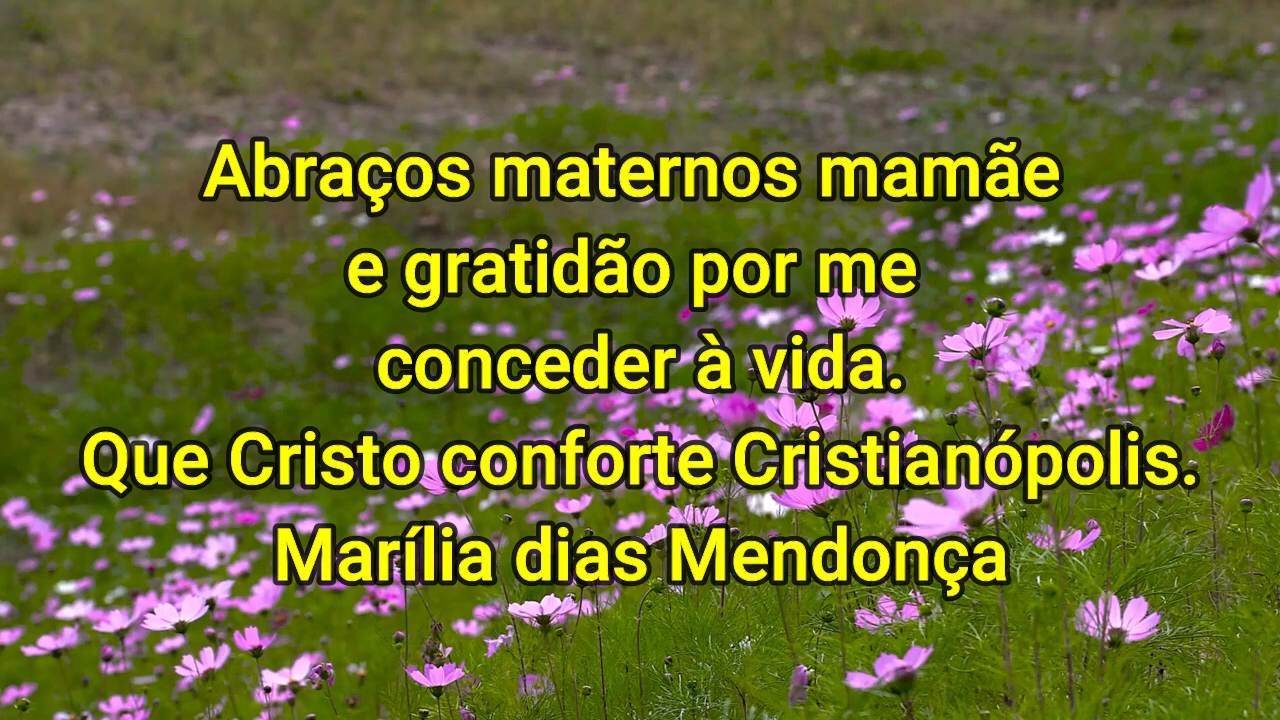 Abraços maternos mamãe
e gratidão por me
conceder à vida.
Que Cristo conforte Cristianópolis.
Marília dias Mendonça